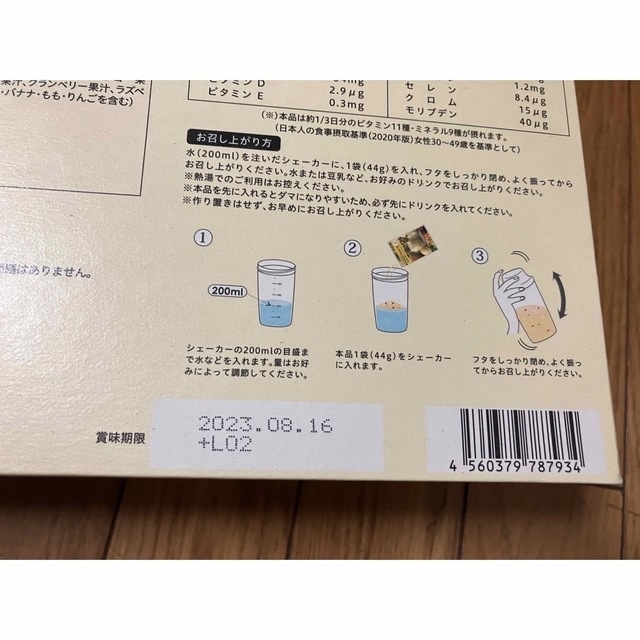 果汁、クランベリー果汁、ラズベ
・バナナ・もも・りんごを含む)
ビタミン D
2.9μg
ビタミン E
0.3mg
セ レ ン
1.2mg
ク ロ ム
8.4μg
モリブデン
15μg
40μg
(※)本品は約1/3日分のビタミン11種・ミネラル9種が摂れます。
(日本人の食事摂取基準(2020年版)女性30～49歳を基準として)
お召し上がり方
水(200ml)を注いだシェーカーに、1袋(44g)を入れ、フタをしっかり閉め、よく振ってから
お召し上がりください。水または豆乳など、お好みのドリンクでお召し上がりください。
※熱湯でのご利用はお控えください。
※本品を先に入れるとダマになりやすいため、必ず先にドリンクを入れてください。
※作り置きはせず、お早めにお召し上がりください。
はありません。
1
2
3
200ml
シェーカーの200mlの目盛ま
で水などを入れます。量はお好
みによって調節してください。
本品1袋(44g)をシェーカー
に入れます。
フタをしっかり閉め、よく振っ
てからお召し上がりください。
賞味期限
2023.08.16
+L02
4 560379 787934